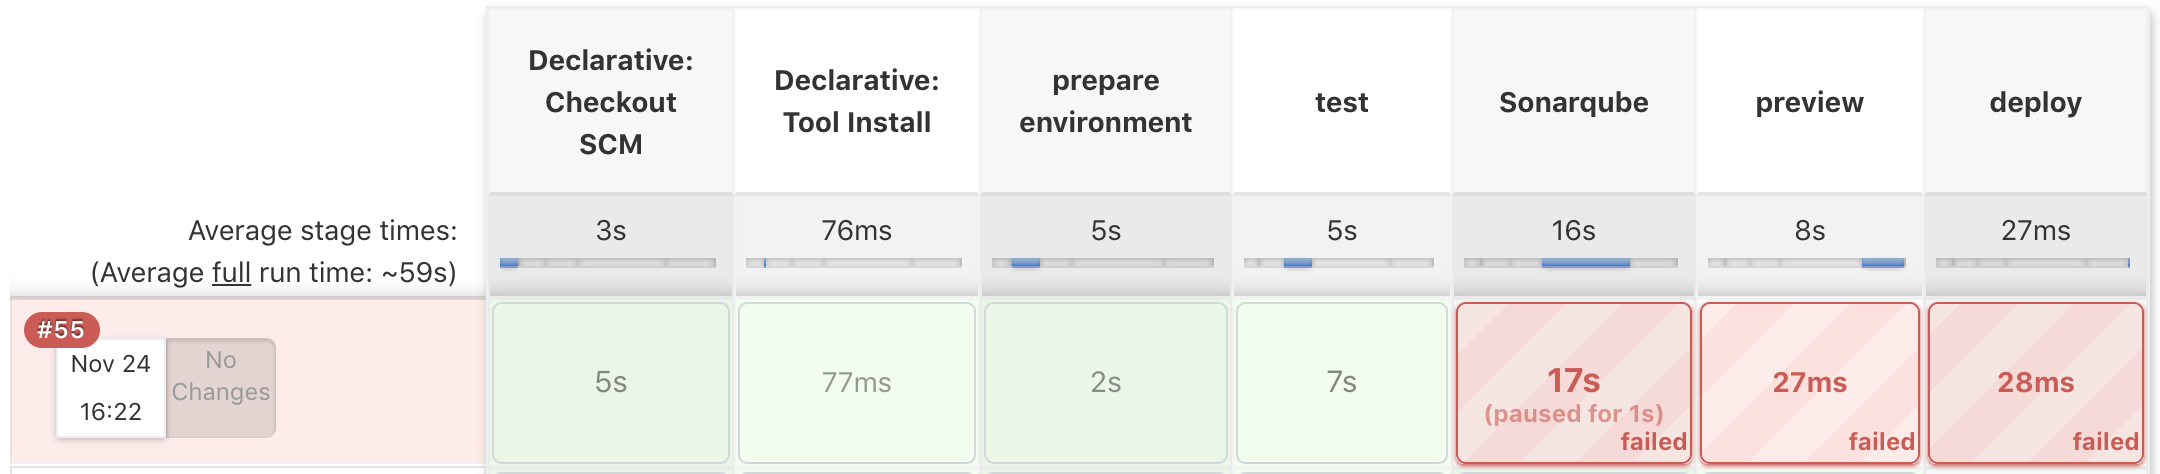 Declarative:
Checkout
SCM
Declarative:
Tool Install
prepare
environment
test
Sonarqube
preview
deploy
Average stage times:
(Average full run time: ~59s)
3s
76ms
5s
5s
16s
8s
27ms
#55
Nov 24
16:22
No
Changes
5s
77ms
2s
7s
17s
(paused for 1s)
failed
27ms
failed
28ms
failed